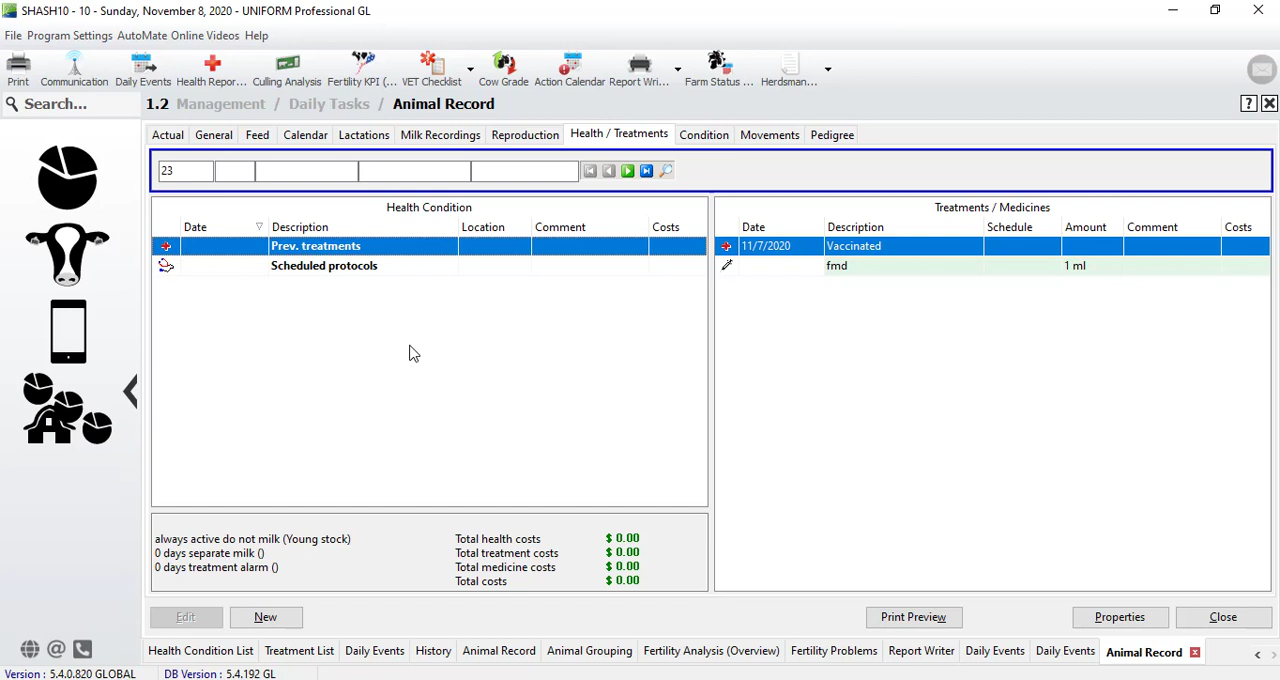 SHASH10 - 10 - Sunday, November 8, 2020 - UNIFORM Professional GL
File Program Settings AutoMate Online Videos Help
Print Communication Daily Events Health Repor... Culling Analysis Fertility KPI (... VET Checklist Cow Grade Action Calendar Report Wri... Farm Status ... Herdsman...
Search... 1.2 Management / Daily Tasks / Animal Record
Actual General Feed Calendar Lactations Milk Recordings Reproduction Health / Treatments Condition Movements Pedigree
23
Health Condition Treatments / Medicines
Date Description Location Comment Costs Date Description Schedule Amount Comment Costs
Prev. treatments 11/7/2020 Vaccinated
Scheduled protocols fmd 1 ml
always active do not milk (Young stock) Total health costs $ 0.00
0 days separate milk () Total treatment costs $ 0.00
0 days treatment alarm () Total medicine costs $ 0.00
Total costs $ 0.00
Edit New Print Preview Properties Close
Health Condition List Treatment List Daily Events History Animal Record Animal Grouping Fertility Analysis (Overview) Fertility Problems Report Writer Daily Events Daily Events Animal Record
Version : 5.4.0.820 GLOBAL DB Version : 5.4.192 GL